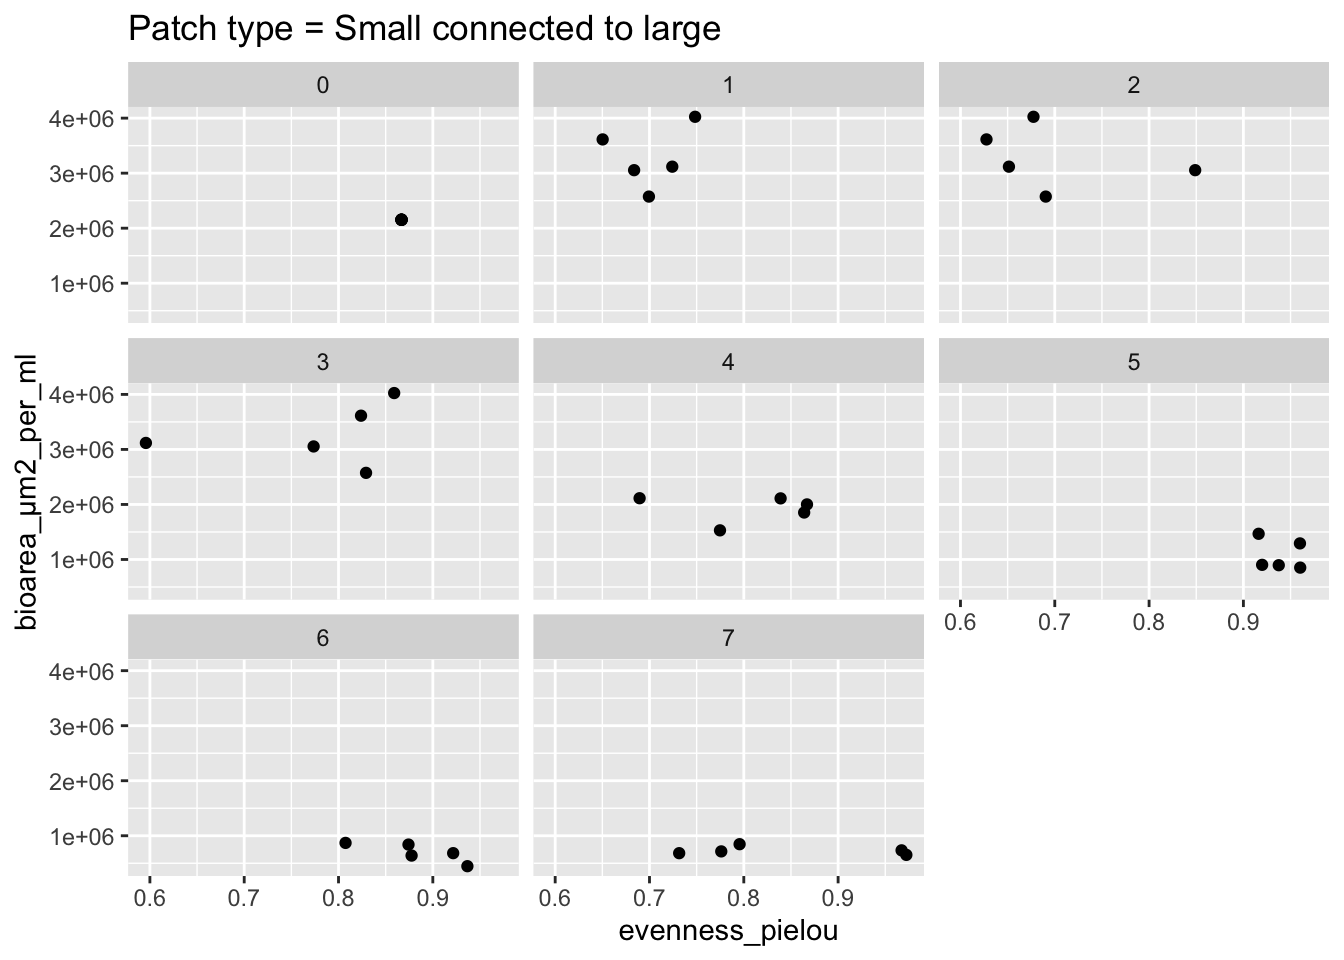 Patch type = Small connected to large
0 1 2
4e+06
3e+06
2e+06
1e+06
3 4 5
4e+06
3e+06
2e+06
1e+06
0.6 0.7 0.8 0.9
6 7
4e+06
3e+06
2e+06
1e+06
0.6 0.7 0.8 0.9 0.6 0.7 0.8 0.9
evenness_pielou
bioarea_µm2_per_ml